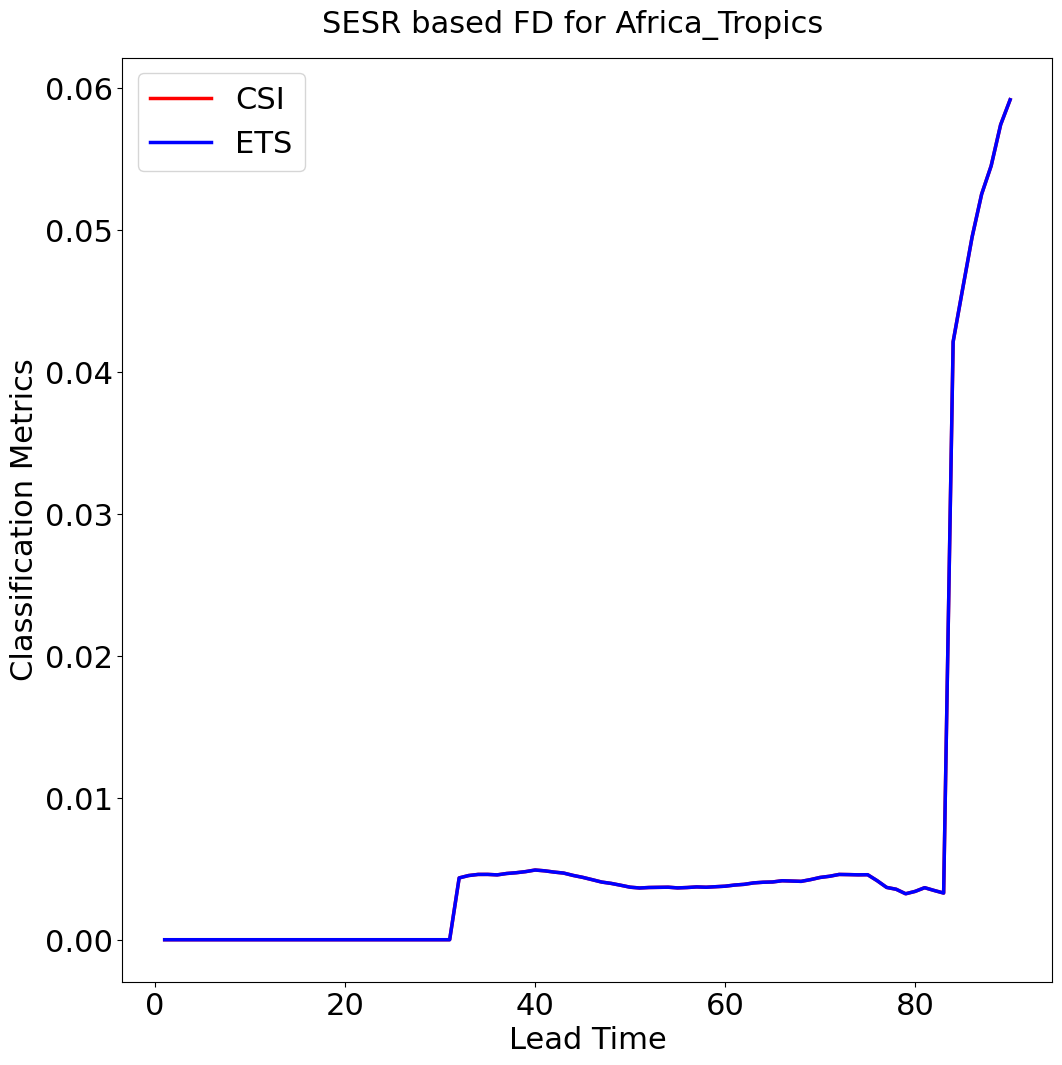 SESR based FD for Africa_Tropics
CSI
ETS
0.06
0.05
0.04
0.03
0.02
0.01
0.00
Classification Metrics
0 20 40 60 80
Lead Time